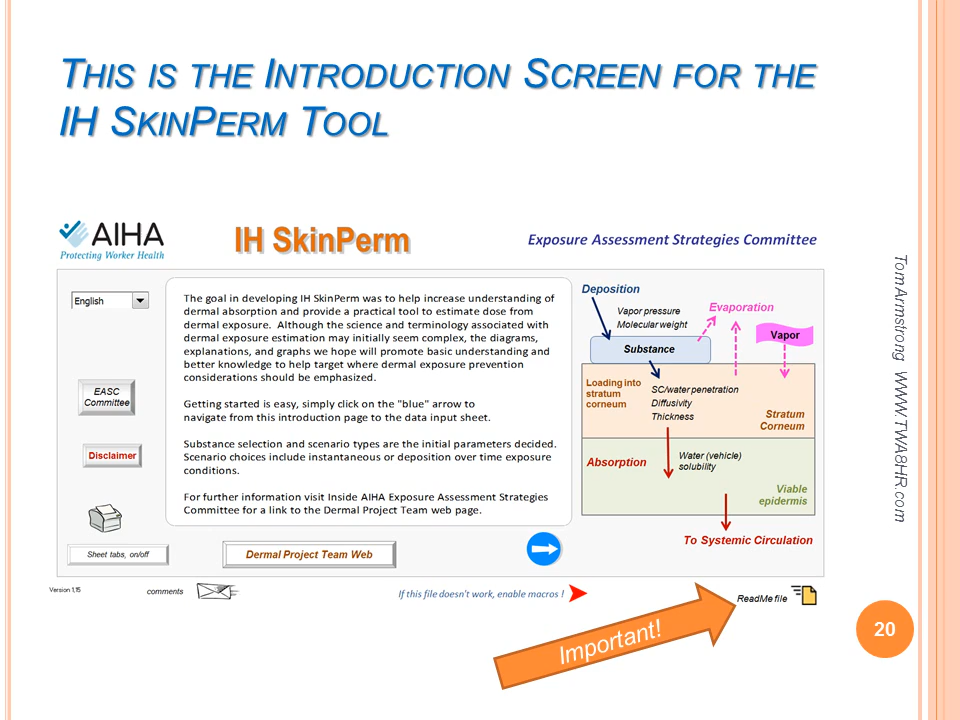 THIS IS THE INTRODUCTION SCREEN FOR THE
IH SKINPERM TOOL
AIHA
Protecting Worker Health
IH SkinPerm
Exposure Assessment Strategies Committee
English
EASC
Committee
Disclaimer
Sheet tabs, on/off
The goal in developing IH SkinPerm was to help increase understanding of
dermal absorption and provide a practical tool to estimate dose from
dermal exposure. Although the science and terminology associated with
dermal exposure estimation may initially seem complex, the diagrams,
explanations, and graphs we hope will promote basic understanding and
better knowledge to help target where dermal exposure prevention
considerations should be emphasized.
Getting started is easy, simply click on the "blue" arrow to
navigate from this introduction page to the data input sheet.
Substance selection and scenario types are the initial parameters decided.
Scenario choices include instantaneous or deposition over time exposure
conditions.
For further information visit Inside AIHA Exposure Assessment Strategies
Committee for a link to the Dermal Project Team web page.
Dermal Project Team Web
Deposition
Vapor pressure
Molecular weight
Evaporation
Vapor
Substance
Loading into
stratum
corneum
SC/water penetration
Diffusivity
Thickness
Stratum
Corneum
Absorption
Water (vehicle)
solubility
Viable
epidermis
To Systemic Circulation
Version 1,15
comments
If this file doesn't work, enable macros !
ReadMe file
Important!
Tom Armstrong WWW.TWA8HR.com
20